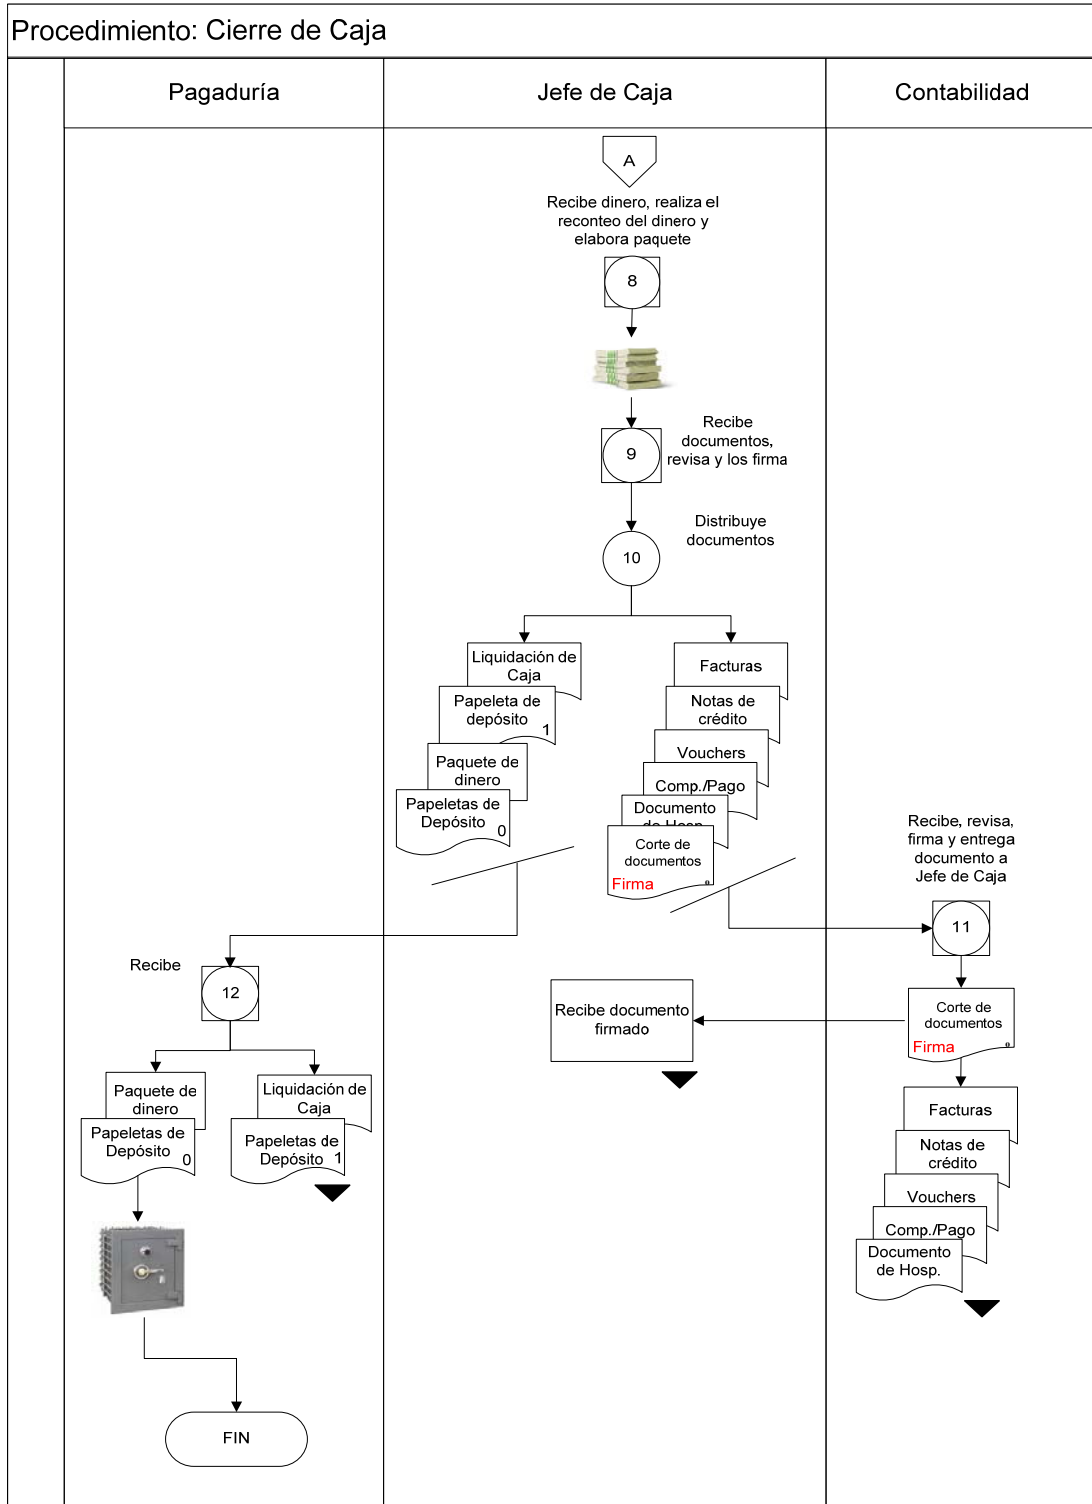 Procedimiento: Cierre de Caja
Pagaduría
Jefe de Caja
Contabilidad
A
Recibe dinero, realiza el
reconteo del dinero y
elabora paquete
8
Recibe
documentos,
revisa y los firma
9
Distribuye
documentos
10
Liquidación de
Caja
Papeleta de
depósito
1
Paquete de
dinero
Papeletas de
Depósito
0
Facturas
Notas de
crédito
Vouchers
Comp./Pago
Documento
de Hosp.
Corte de
documentos
Firma
0
Recibe, revisa,
firma y entrega
documento a
Jefe de Caja
11
Recibe
12
Recibe documento
firmado
Corte de
documentos
Firma
0
Paquete de
dinero
Papeletas de
Depósito
0
Liquidación de
Caja
Papeletas de
Depósito 1
Facturas
Notas de
crédito
Vouchers
Comp./Pago
Documento
de Hosp.
FIN